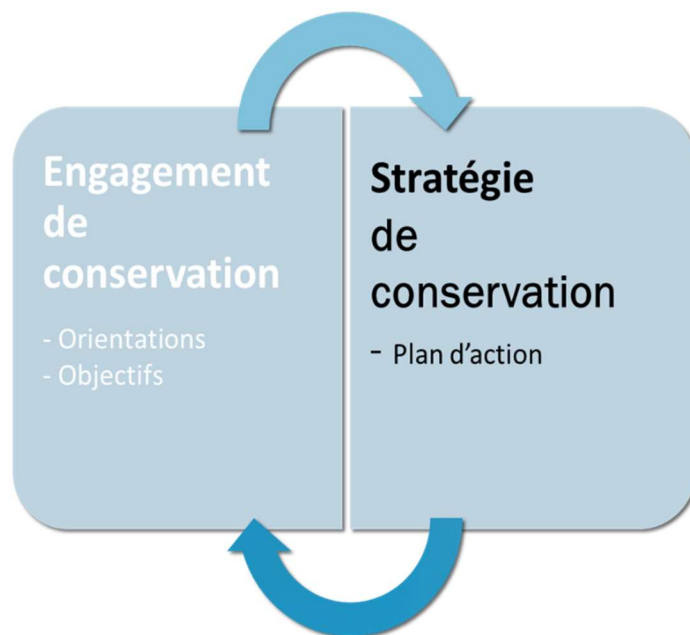 Engagement
de
conservation
- Orientations
- Objectifs
Stratégie
de
conservation
- Plan d’action